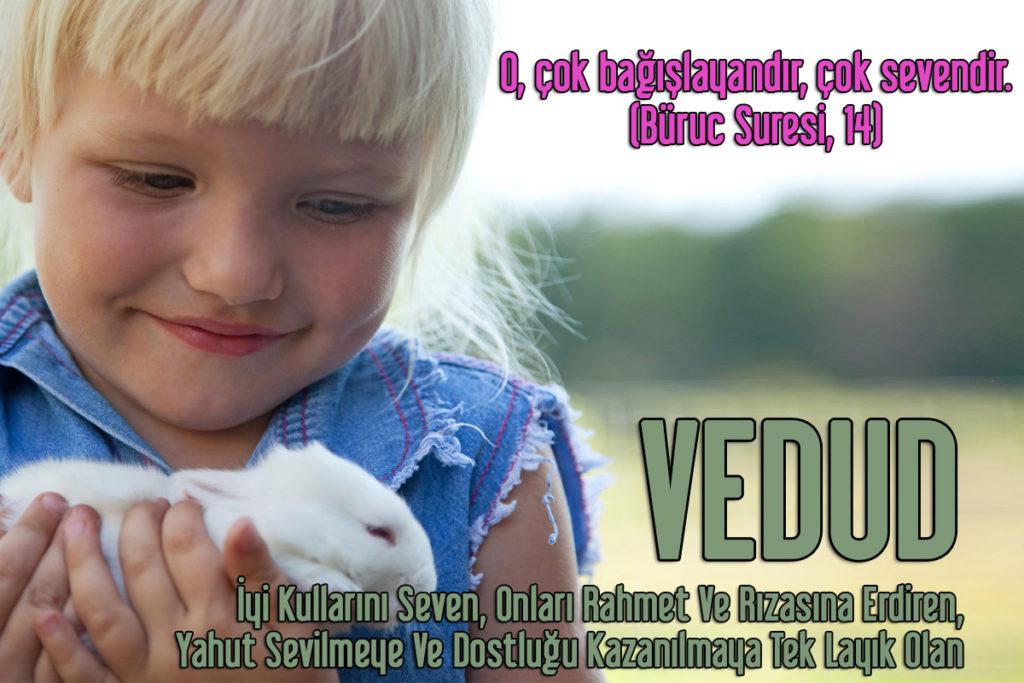 O, çok bağışlayandır, çok sevendir.
(Büruc Suresi, 14)
VEDUD
İyi Kullarını Seven, Onları Rahmet Ve Rızasına Erdiren,
Yahut Sevilmeye Ve Dostluğu Kazanılmaya Tek Layık Olan